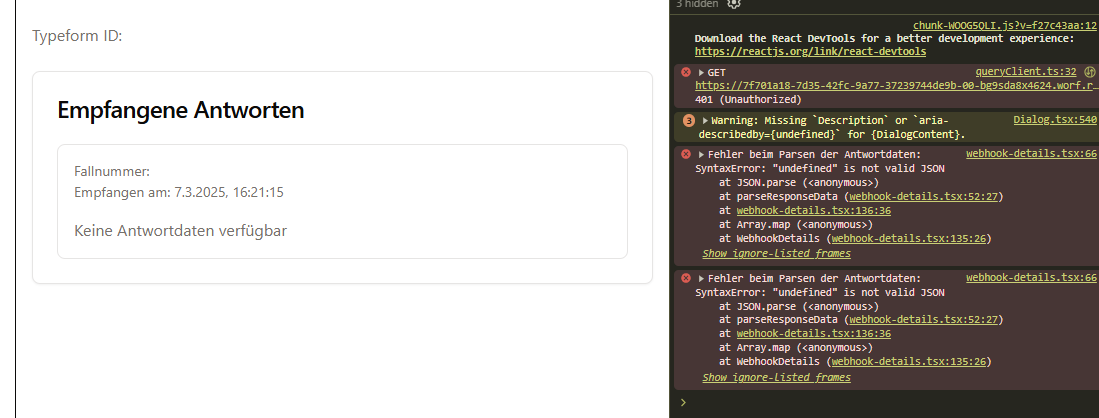 Typeform ID:
Empfangene Antworten
Fallnummer:
Empfangen am: 7.3.2025, 16:21:15
Keine Antwortdaten verfügbar
3 hidden
chunk-WOOG5QLI.js?v=f27c43aa:12
Download the React DevTools for a better development experience:
https://reactjs.org/link/react-devtools
GET queryClient.ts:32
https://7f701a18-7d35-42fc-9a77-37239744de9b-00-bg9sda8x4624.worf.r…
401 (Unauthorized)
3 Warning: Missing `Description` or `aria- Dialog.tsx:540
describedby={undefined}` for {DialogContent}.
Fehler beim Parsen der Antwortdaten: webhook-details.tsx:66
SyntaxError: "undefined" is not valid JSON
at JSON.parse (<anonymous>)
at parseResponseData (webhook-details.tsx:52:27)
at webhook-details.tsx:136:36
at Array.map (<anonymous>)
at WebhookDetails (webhook-details.tsx:135:26)
Show ignore-listed frames
Fehler beim Parsen der Antwortdaten: webhook-details.tsx:66
SyntaxError: "undefined" is not valid JSON
at JSON.parse (<anonymous>)
at parseResponseData (webhook-details.tsx:52:27)
at webhook-details.tsx:136:36
at Array.map (<anonymous>)
at WebhookDetails (webhook-details.tsx:135:26)
Show ignore-listed frames